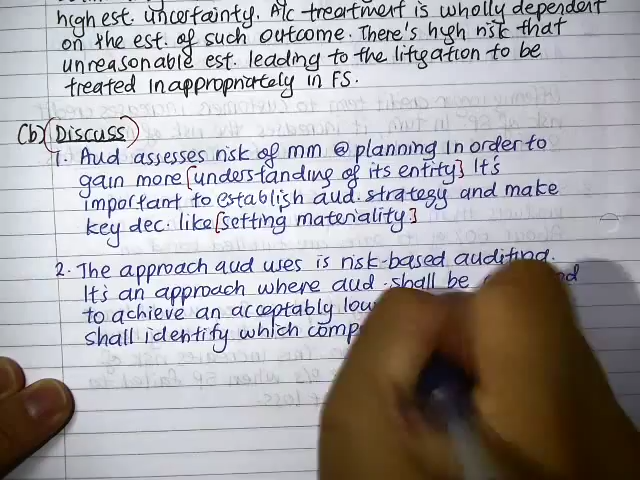 high est. uncertainty. A/c treatment is wholly dependent
on the est. of such outcome. There's high risk that
unreasonable est. leading to the litigation to be
treated inappropriately in FS.
(b) Discuss
1. Aud assesses risk of mm @ planning in order to
gain more [understanding of its entity] It's
important to establish aud. strategy and make
key dec. like [setting materiality]
2. The approach aud uses is risk-based auditing.
It's an approach where aud. shall be
to achieve an acceptably low
shall identify which comp